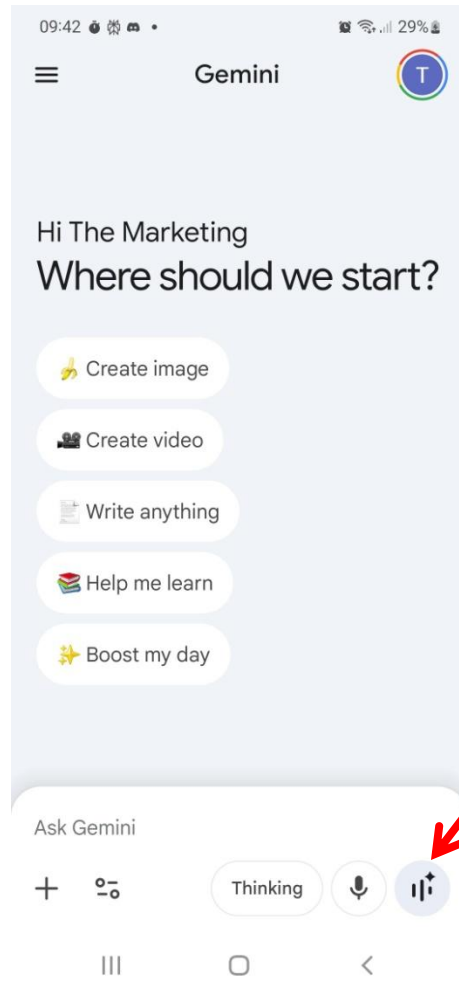 09:42 29%
Gemini
T
Hi The Marketing
Where should we start?
Create image
Create video
Write anything
Help me learn
Boost my day
Ask Gemini
Thinking